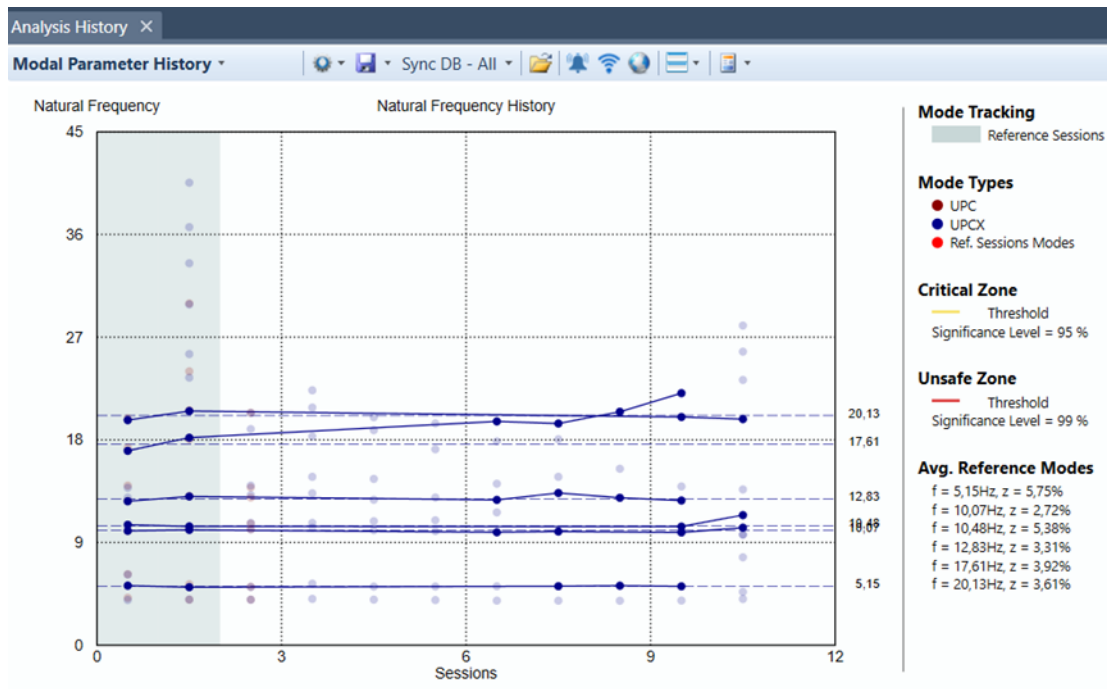 Analysis History
Modal Parameter History
Sync DB - All
Natural Frequency
Natural Frequency History
45
36
27
18
9
0
0 3 6 9 12
Sessions
20,13
17,61
12,83
10,48
10,07
5,15
Mode Tracking
Reference Sessions
Mode Types
UPC
UPCX
Ref. Sessions Modes
Critical Zone
Threshold
Significance Level = 95 %
Unsafe Zone
Threshold
Significance Level = 99 %
Avg. Reference Modes
f = 5,15Hz, z = 5,75%
f = 10,07Hz, z = 2,72%
f = 10,48Hz, z = 5,38%
f = 12,83Hz, z = 3,31%
f = 17,61Hz, z = 3,92%
f = 20,13Hz, z = 3,61%